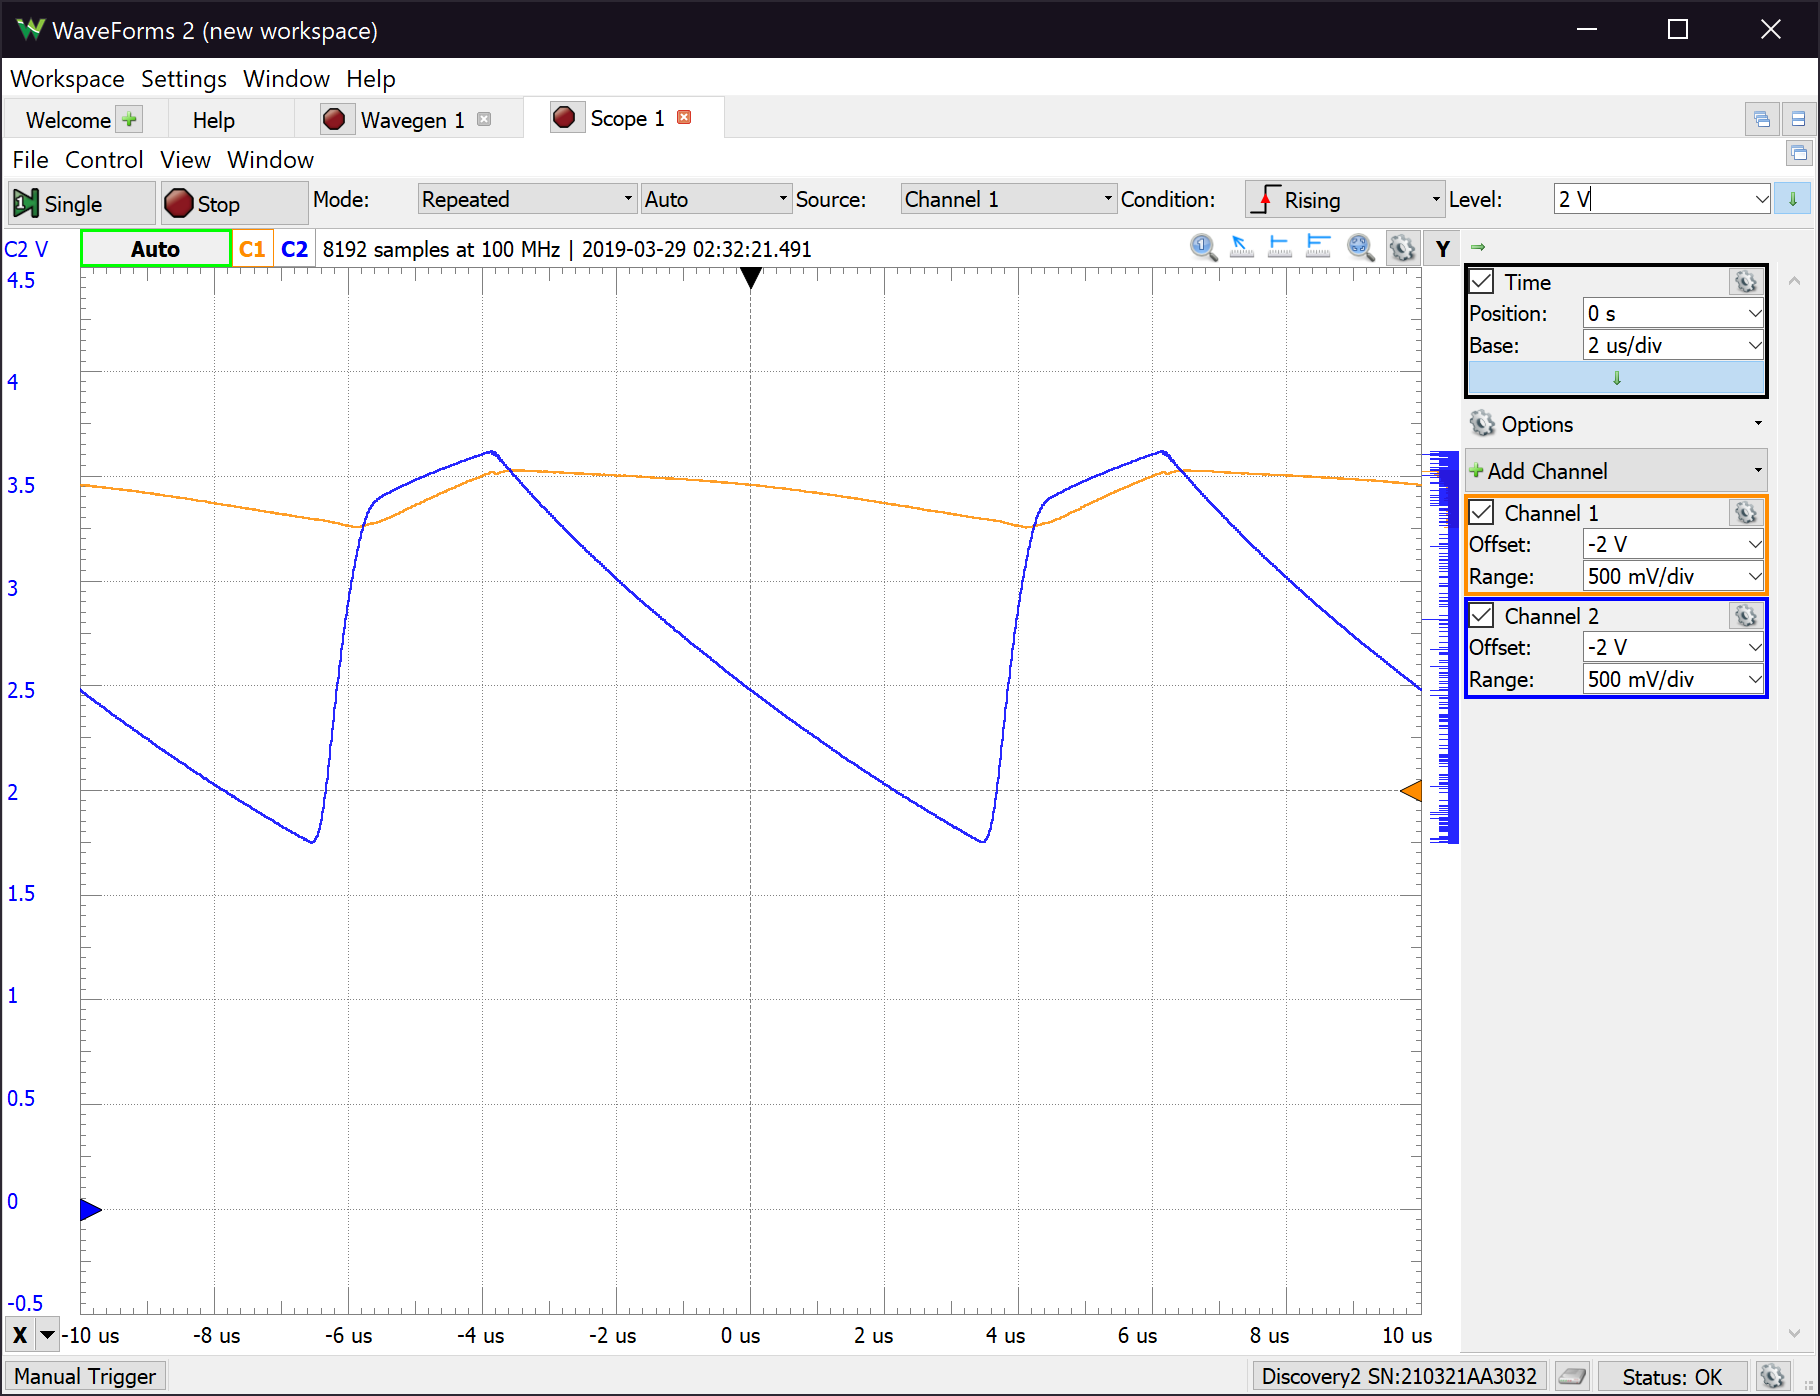 WaveForms 2 (new workspace)
Workspace Settings Window Help
Welcome Help Wavegen 1 Scope 1
File Control View Window
Single Stop Mode: Repeated Auto Source: Channel 1 Condition: Rising Level: 2 V
C2 V Auto C1 C2 8192 samples at 100 MHz | 2019-03-29 02:32:21.491 Y
4.5
4
3.5
3
2.5
2
1.5
1
0.5
0
-0.5
X -10 us -8 us -6 us -4 us -2 us 0 us 2 us 4 us 6 us 8 us 10 us
Time
Position: 0 s
Base: 2 us/div
Options
Add Channel
Channel 1
Offset: -2 V
Range: 500 mV/div
Channel 2
Offset: -2 V
Range: 500 mV/div
Manual Trigger Discovery2 SN:210321AA3032 Status: OK